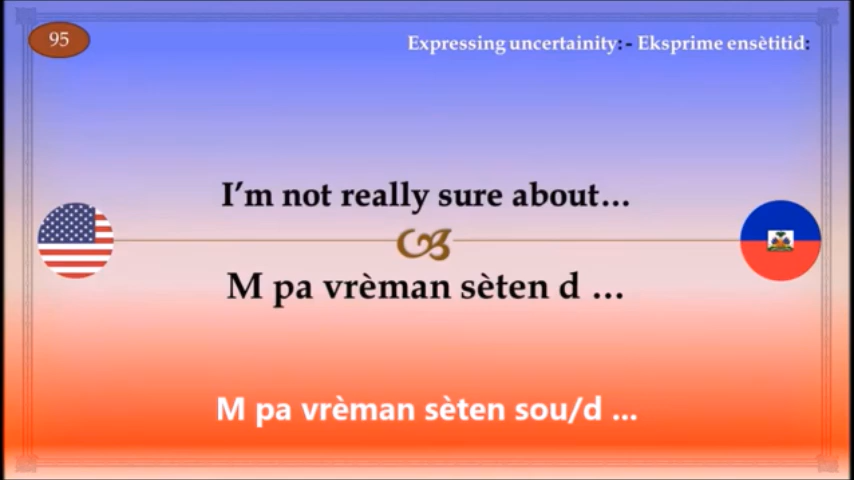 95
Expressing uncertainity: - Eksprime ensètitid:
I’m not really sure about…
M pa vrèman sèten d …
M pa vrèman sèten sou/d ...